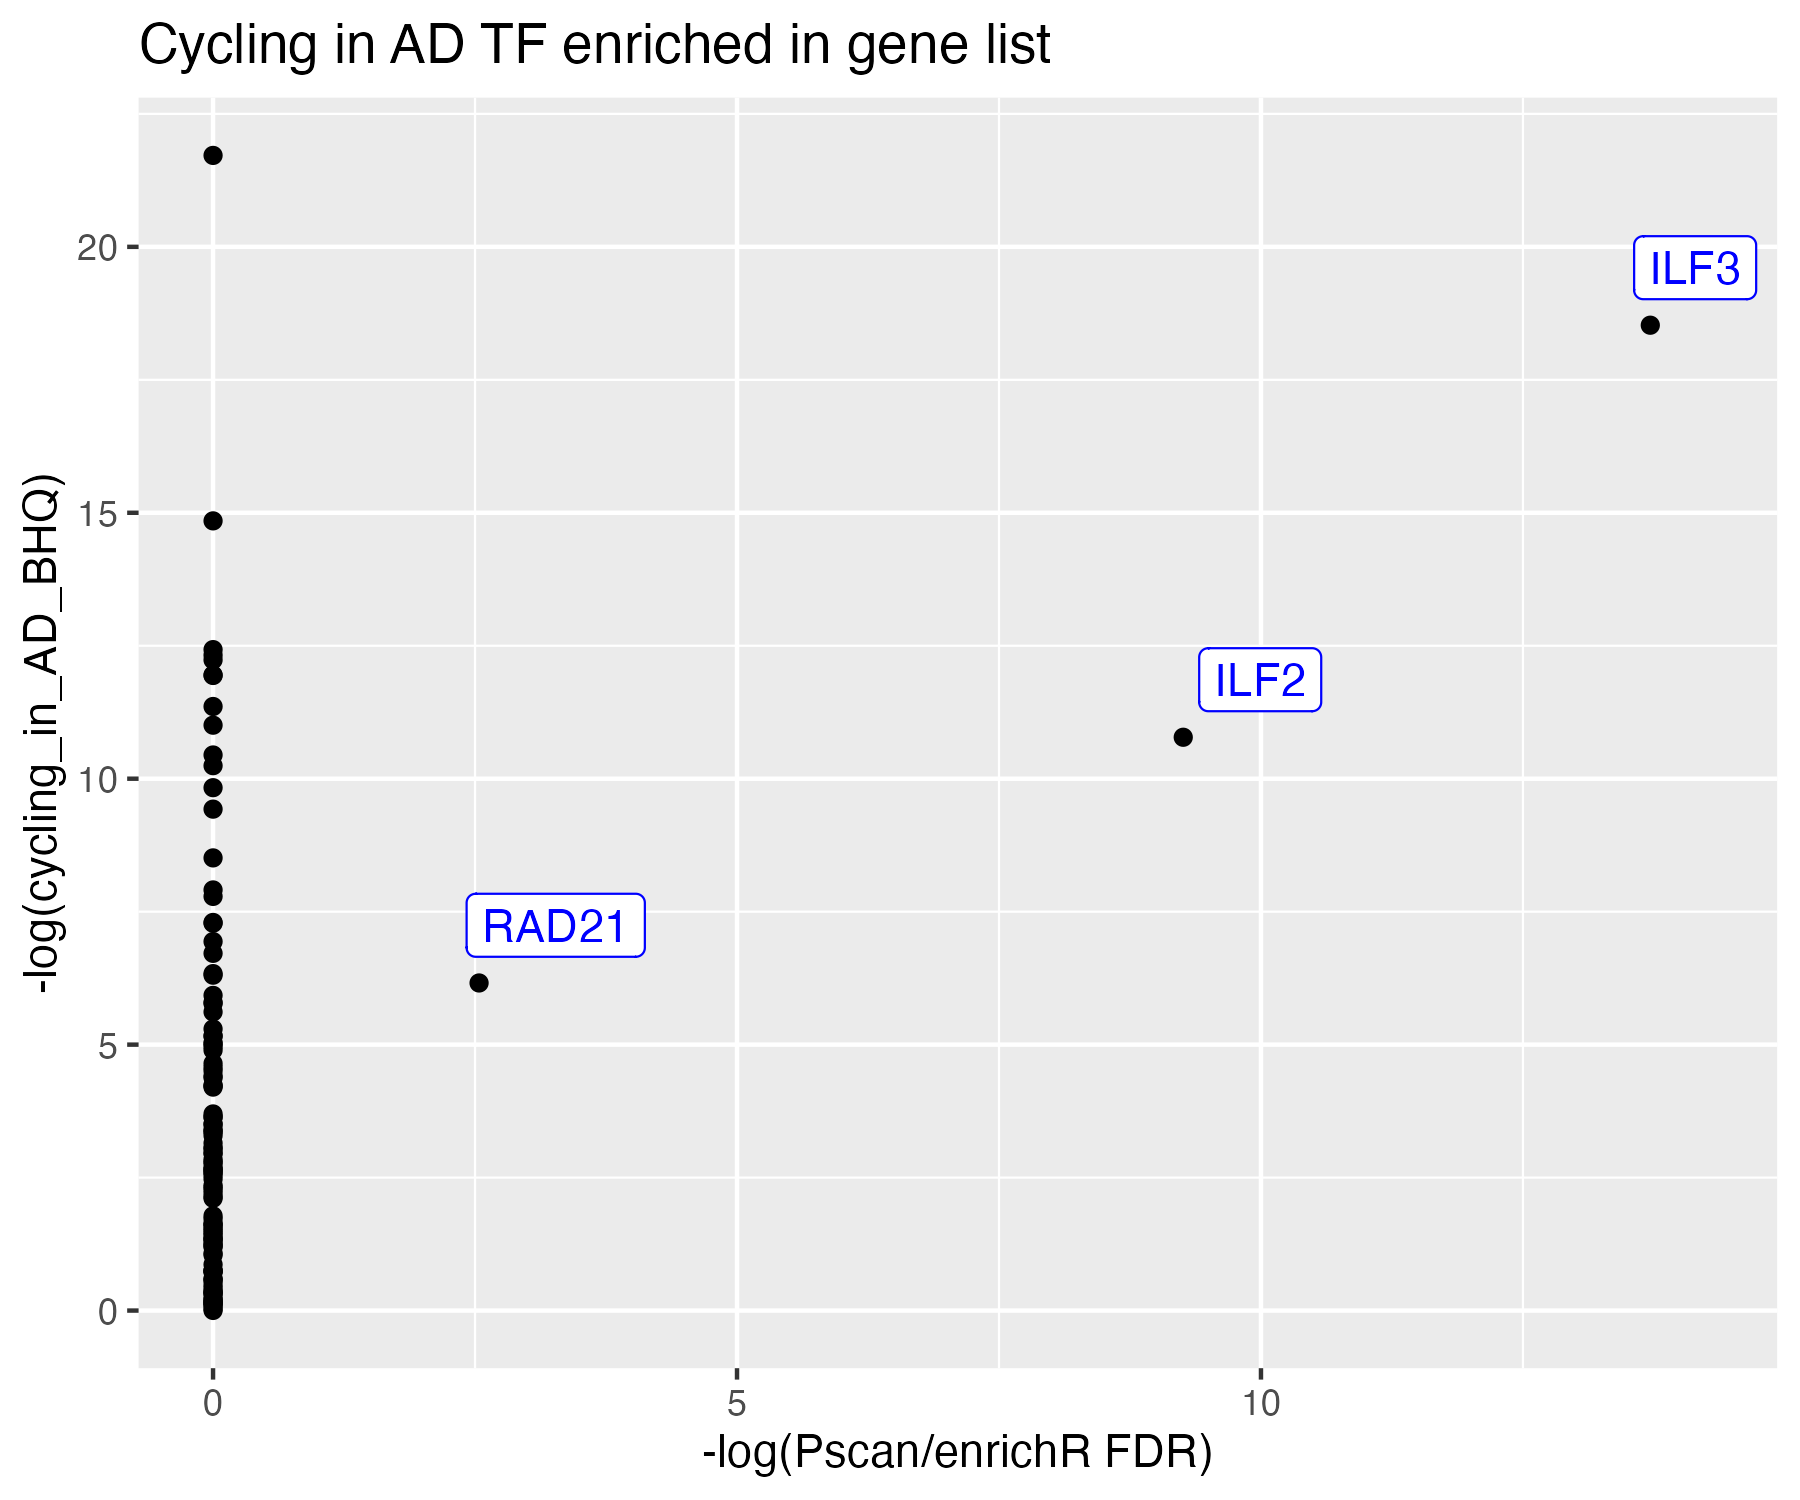 Cycling in AD TF enriched in gene list
-log(cycling_in_AD_BHQ)
20
15
10
5
0
ILF3
ILF2
RAD21
0
5
10
-log(Pscan/enrichR FDR)